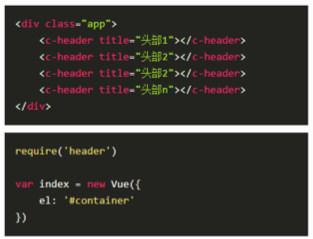 <div class="app">
<c-header title="头部1"></c-header>
<c-header title="头部2"></c-header>
<c-header title="头部2"></c-header>
<c-header title="头部n"></c-header>
</div>
require('header')
var index = new Vue({
el: '#container'
})